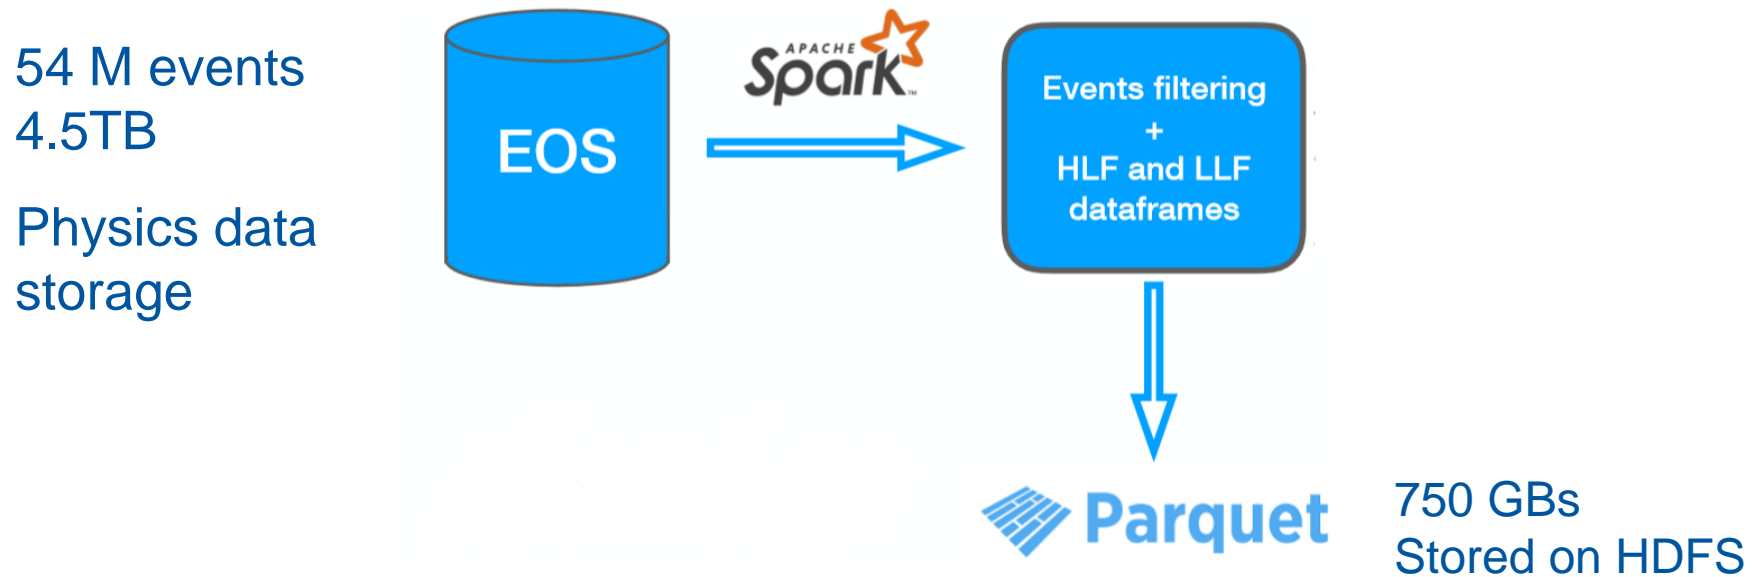 54 M events
4.5TB
Physics data
storage
EOS
APACHE
Spark™
Events filtering
+
HLF and LLF
dataframes
Parquet
750 GBs
Stored on HDFS